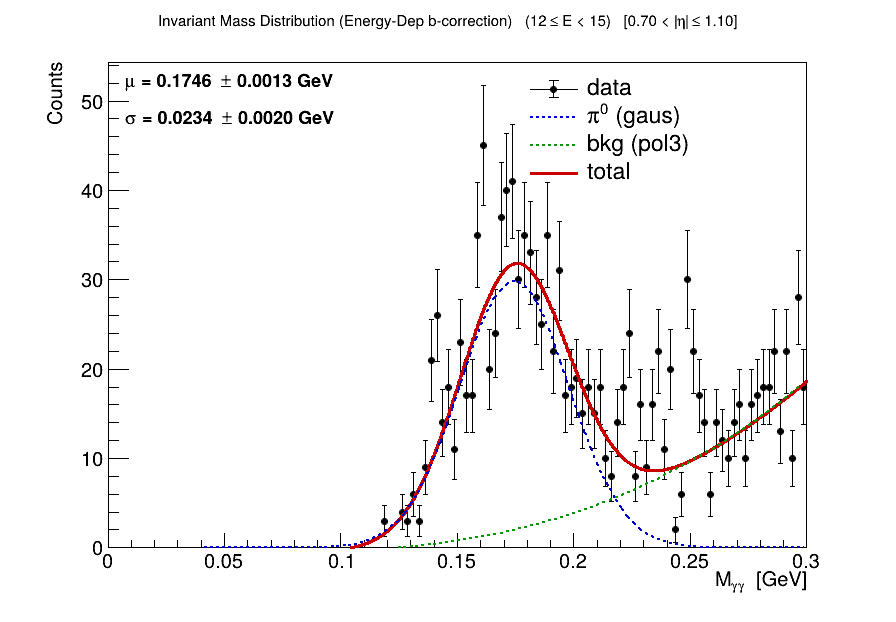 Invariant Mass Distribution (Energy-Dep b-correction) (12 ≤ E < 15) [0.70 < |η| ≤ 1.10]
Counts
μ = 0.1746 ± 0.0013 GeV
σ = 0.0234 ± 0.0020 GeV
data
π⁰ (gaus)
bkg (pol3)
total
50
40
30
20
10
0
0 0.05 0.1 0.15 0.2 0.25 0.3
Mγγ [GeV]